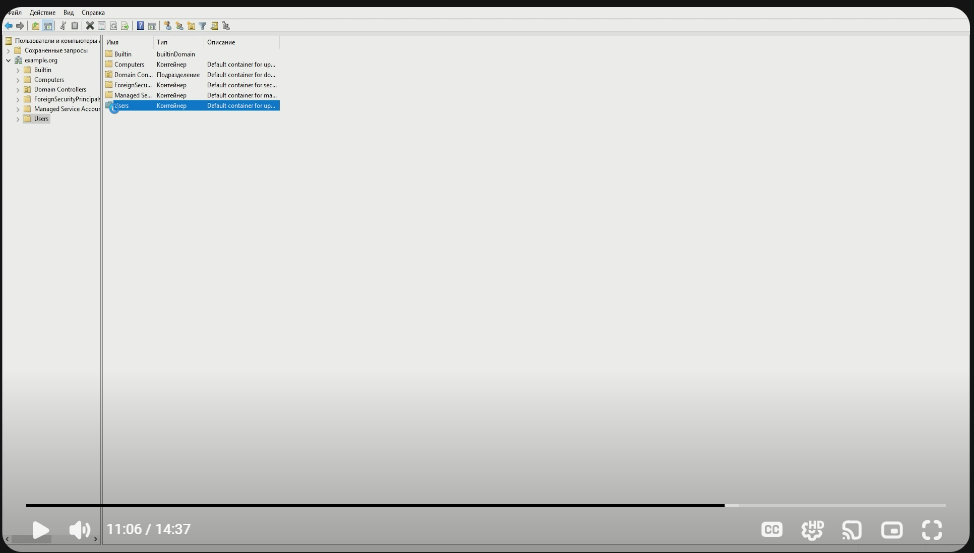 Файл Действие Вид Справка
Пользователи и компьютеры
Сохраненные запросы
example.org
Builtin
Computers
Domain Controllers
ForeignSecurityPrincipals
Managed Service Accoun
Users
Имя Тип Описание
Builtin builtinDomain
Computers Контейнер Default container for up...
Domain Con... Подразделение Default container for do...
ForeignSecu... Контейнер Default container for sec...
Managed Se... Контейнер Default container for ma...
Users Контейнер Default container for up...
11:06 / 14:37
CC HD